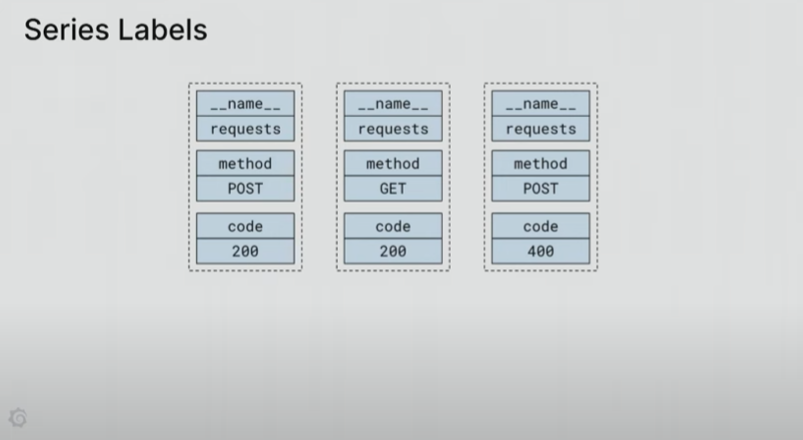 Series Labels
__name__ __name__ __name__
requests requests requests
method method method
POST GET POST
code code code
200 200 400